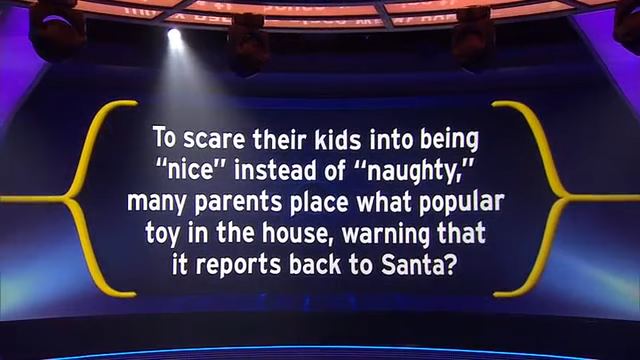 To scare their kids into being
“nice” instead of “naughty,”
many parents place what popular
toy in the house, warning that
it reports back to Santa?